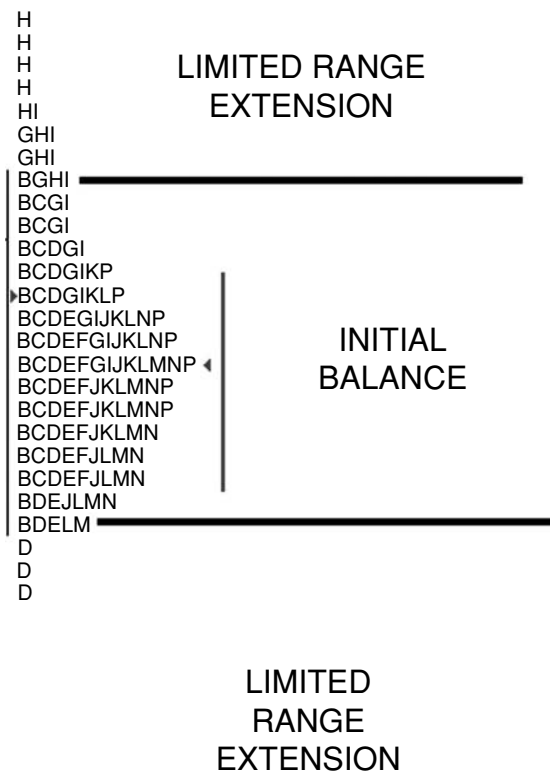 H
H
H
H
HI
GHI
GHI
BGHI
BCGI
BCGI
BCDGI
BCDGIKP
BCDGIKLP
BCDEGIJKLNP
BCDEFGIJKLNP
BCDEFGIJKLMNP
BCDEFJKLMNP
BCDEFJKLMNP
BCDEFJKLMN
BCDEFJLMN
BCDEFJLMN
BDEJLMN
BDELM
D
D
D
LIMITED RANGE
EXTENSION
INITIAL
BALANCE
LIMITED
RANGE
EXTENSION